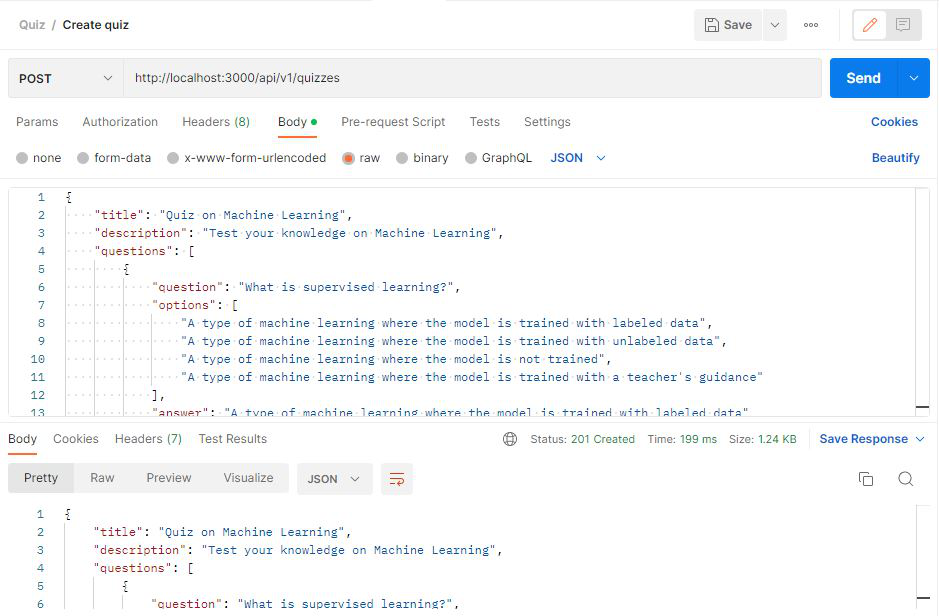 Quiz / Create quiz Save
POST http://localhost:3000/api/v1/quizzes Send
Params Authorization Headers (8) Body Pre-request Script Tests Settings Cookies
none form-data x-www-form-urlencoded raw binary GraphQL JSON Beautify
1 {
2 "title": "Quiz on Machine Learning",
3 "description": "Test your knowledge on Machine Learning",
4 "questions": [
5 {
6 "question": "What is supervised learning?",
7 "options": [
8 "A type of machine learning where the model is trained with labeled data",
9 "A type of machine learning where the model is trained with unlabeled data",
10 "A type of machine learning where the model is not trained",
11 "A type of machine learning where the model is trained with a teacher's guidance"
12 ],
13 "answer": "A type of machine learning where the model is trained with labeled data"
Body Cookies Headers (7) Test Results Status: 201 Created Time: 199 ms Size: 1.24 KB Save Response
Pretty Raw Preview Visualize JSON
1 {
2 "title": "Quiz on Machine Learning",
3 "description": "Test your knowledge on Machine Learning",
4 "questions": [
5 {
6 "question": "What is supervised learning?",